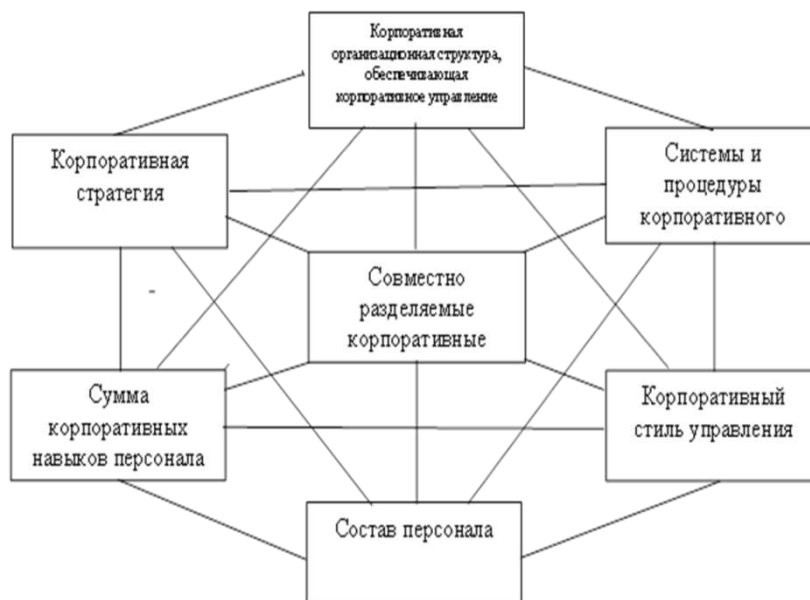 Корпоративная
организационная структура,
обеспечивающая
корпоративное управление
Корпоративная
стратегия
Системы и
процедуры
корпоративного
Совместно
разделяемые
корпоративные
Сумма
корпоративных
навыков персонала
Корпоративный
стиль управления
Состав персонала